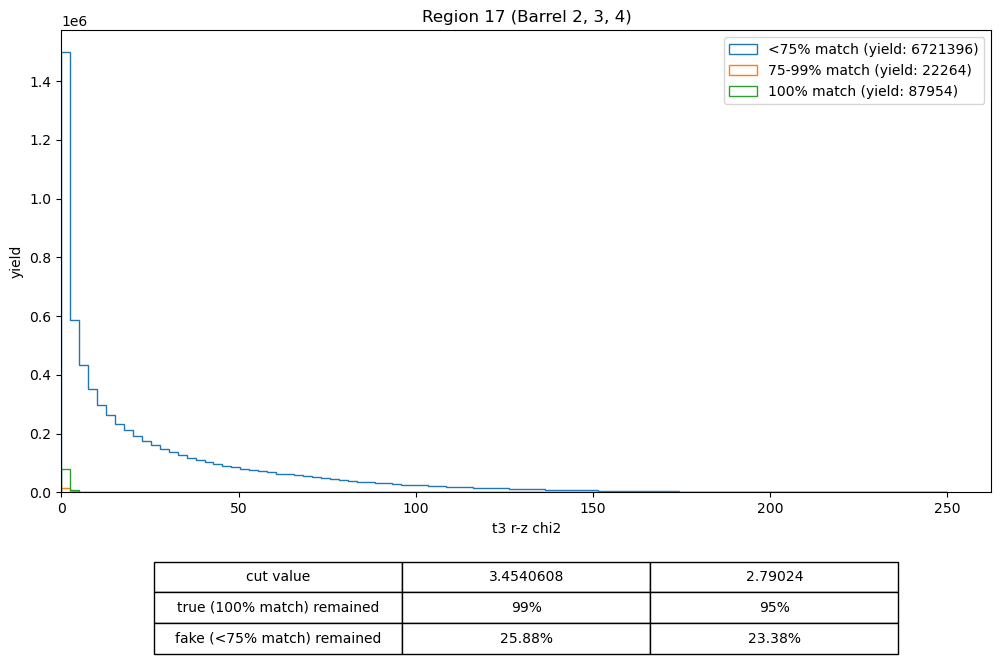 Region 17 (Barrel 2, 3, 4)
1e6
<75% match (yield: 6721396)
75-99% match (yield: 22264)
100% match (yield: 87954)
1.4
1.2
1.0
0.8
0.6
0.4
0.2
0.0
yield
0 50 100 150 200 250
t3 r-z chi2
cut value 3.4540608 2.79024
true (100% match) remained 99% 95%
fake (<75% match) remained 25.88% 23.38%